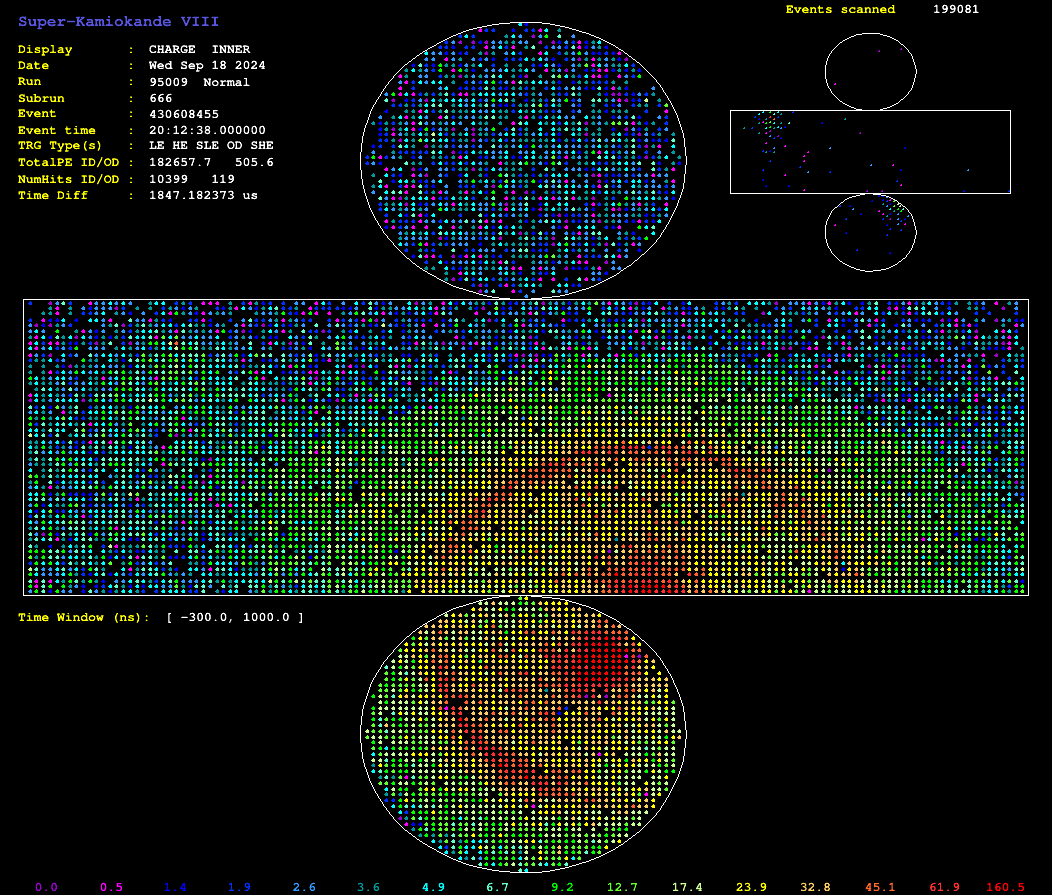 Super-Kamiokande VIII
Events scanned 199081
Display : CHARGE INNER
Date : Wed Sep 18 2024
Run : 95009 Normal
Subrun : 666
Event : 430608455
Event time : 20:12:38.000000
TRG Type(s) : LE HE SLE OD SHE
TotalPE ID/OD : 182657.7 505.6
NumHits ID/OD : 10399 119
Time Diff : 1847.182373 us
Time Window (ns): [ -300.0, 1000.0 ]
0.0 0.5 1.4 1.9 2.6 3.6 4.9 6.7 9.2 12.7 17.4 23.9 32.8 45.1 61.9 160.5